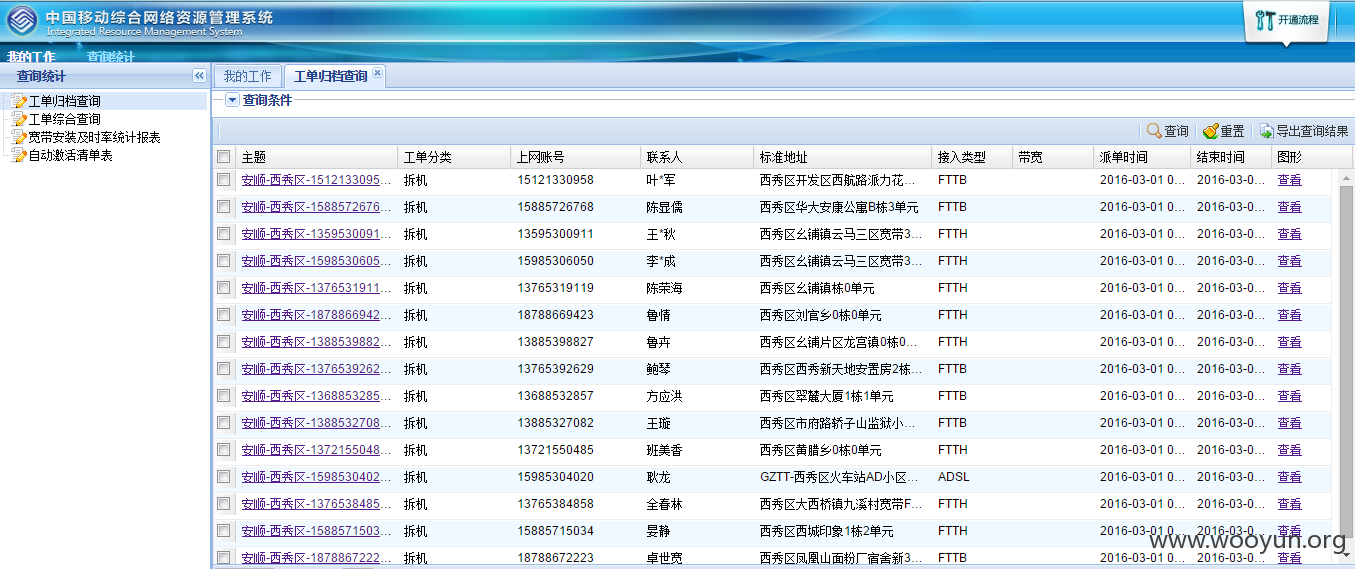 中国移动综合网络资源管理系统
Integrated Resource Management System
开通流程
我的工作 查询统计
查询统计
我的工作 工单归档查询
工单归档查询
工单综合查询
宽带安装及时率统计报表
自动激活清单表
查询条件
查询 重置 导出查询结果
主题 工单分类 上网账号 联系人 标准地址 接入类型 带宽 派单时间 结束时间 图形
安顺-西秀区-1512133095... 拆机 15121330958 叶*军 西秀区开发区西航路派力花... FTTB 2016-03-01 0... 2016-03-0... 查看
安顺-西秀区-1588572676... 拆机 15885726768 陈显儒 西秀区华大安康公寓B栋3单元 FTTB 2016-03-01 0... 2016-03-0... 查看
安顺-西秀区-1359530091... 拆机 13595300911 王*秋 西秀区幺铺镇云马三区宽带3... FTTH 2016-03-01 0... 2016-03-0... 查看
安顺-西秀区-1598530605... 拆机 15985306050 李*成 西秀区幺铺镇云马三区宽带3... FTTH 2016-03-01 0... 2016-03-0... 查看
安顺-西秀区-1376531911... 拆机 13765319119 陈荣海 西秀区幺铺镇栋0单元 FTTH 2016-03-01 0... 2016-03-0... 查看
安顺-西秀区-1878866942... 拆机 18788669423 鲁情 西秀区刘官乡0栋0单元 FTTH 2016-03-01 0... 2016-03-0... 查看
安顺-西秀区-1388539882... 拆机 13885398827 鲁卉 西秀区幺铺片区龙宫镇0栋0... FTTH 2016-03-01 0... 2016-03-0... 查看
安顺-西秀区-1376539262... 拆机 13765392629 鲍琴 西秀区西秀新天地安置房2栋... FTTB 2016-03-01 0... 2016-03-0... 查看
安顺-西秀区-1368853285... 拆机 13688532857 方应洪 西秀区翠麓大厦1栋1单元 FTTB 2016-03-01 0... 2016-03-0... 查看
安顺-西秀区-1388532708... 拆机 13885327082 王璇 西秀区市府路轿子山监狱小... FTTB 2016-03-01 0... 2016-03-0... 查看
安顺-西秀区-1372155048... 拆机 13721550485 班美香 西秀区黄腊乡0栋0单元 FTTH 2016-03-01 0... 2016-03-0... 查看
安顺-西秀区-1598530402... 拆机 15985304020 耿龙 GZTT-西秀区火车站AD小区... ADSL 2016-03-01 0... 2016-03-0... 查看
安顺-西秀区-1376538485... 拆机 13765384858 全春林 西秀区大西桥镇九溪村宽带F... FTTH 2016-03-01 0... 2016-03-0... 查看
安顺-西秀区-1588571503... 拆机 15885715034 晏静 西秀区西城印象1栋2单元 FTTH 2016-03-01 0... 2016-03-0... 查看
安顺-西秀区-1878867222... 拆机 18788672223 卓世宽 西秀区凤凰山面粉厂宿舍新3... FTTB 2016-03-01 0... 2016-03-0... 查看
www.wooyun.org